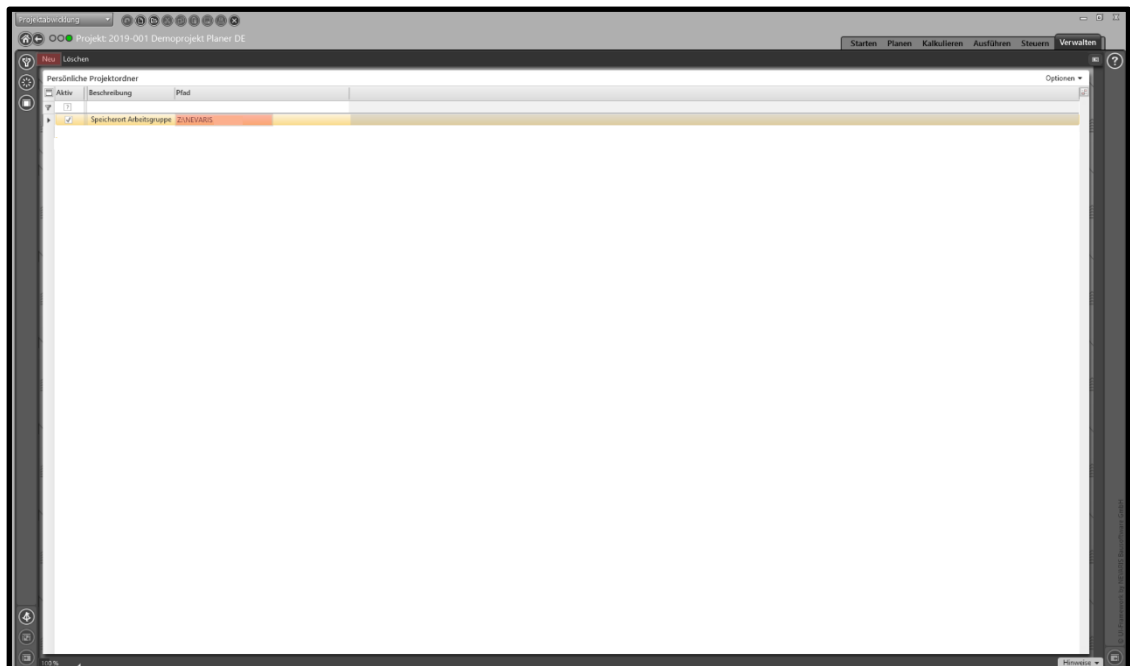 Projektabwicklung
Projekt: 2019-001 Demoprojekt Planer DE
Starten Planen Kalkulieren Ausführen Steuern Verwalten
Neu Löschen
Persönliche Projektordner
Optionen
Aktiv Beschreibung Pfad
Speicherort Arbeitsgruppe Z:\NEVARIS
100 %
Hinweise